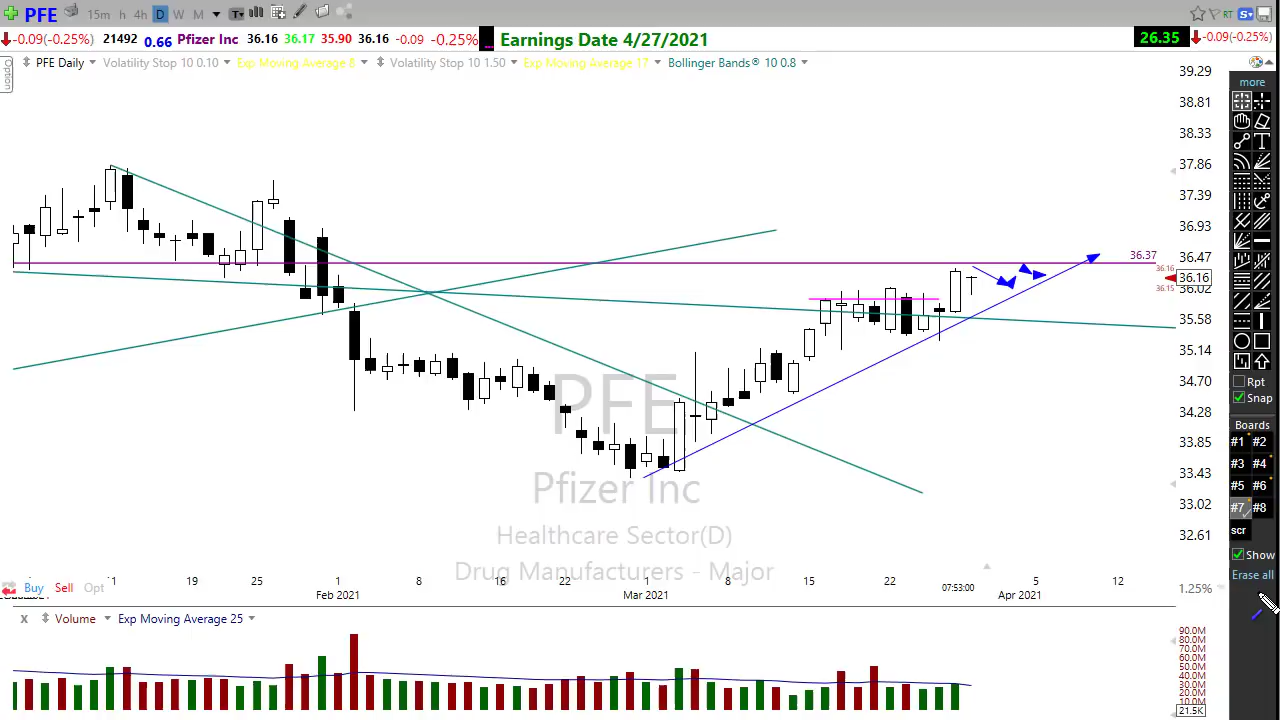 PFE 15m h 4h D W M T RT S
-0.09(-0.25%) 21492 0.66 Pfizer Inc 36.16 36.17 35.90 36.16 -0.09 -0.25% Earnings Date 4/27/2021 26.35 -0.09(-0.25%)
Option
PFE Daily Volatility Stop 10 0.10 Exp Moving Average 8 Volatility Stop 10 1.50 Exp Moving Average 17 Bollinger Bands® 10 0.8
39.29
38.81
38.33
37.86
37.39
36.93
36.47
36.02
35.58
35.14
34.70
34.28
33.85
33.43
33.02
32.61
36.37
36.16
36.16
36.15
more
Rpt
Snap
Boards
#1 #2
#3 #4
#5 #6
#7 #8
scr
Show
Erase all
PFE
Pfizer Inc
Healthcare Sector(D)
Drug Manufacturers - Major
19 25 1 8 16 22 1 8 15 22 07:53:00 5 12
Feb 2021 Mar 2021 Apr 2021
Buy Sell Opt 1.25%
x Volume Exp Moving Average 25
90.0M
80.0M
70.0M
60.0M
50.0M
40.0M
30.0M
20.0M
10.0M
21.5K